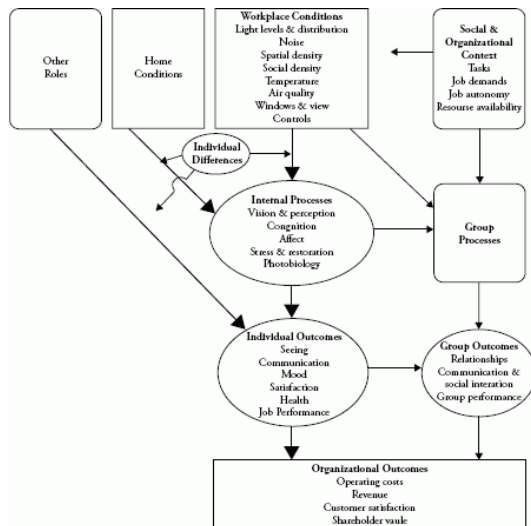 Other
Roles
Home
Conditions
Workplace Conditions
Light levels & distribution
Noise
Spatial density
Social density
Temperature
Air quality
Windows & view
Controls
Social &
Organizational
Context
Tasks
Job demands
Job autonomy
Resourse availability
Individual
Differences
Internal Processes
Vision & perception
Congnition
Affect
Stress & restoration
Photobiology
Group
Processes
Individual Outcomes
Seeing
Communication
Mood
Satisfaction
Health
Job Performance
Group Outcomes
Relationships
Communication &
social interation
Group performance
Organizational Outcomes
Operating costs
Revenue
Customer satisfaction
Shareholder vaule